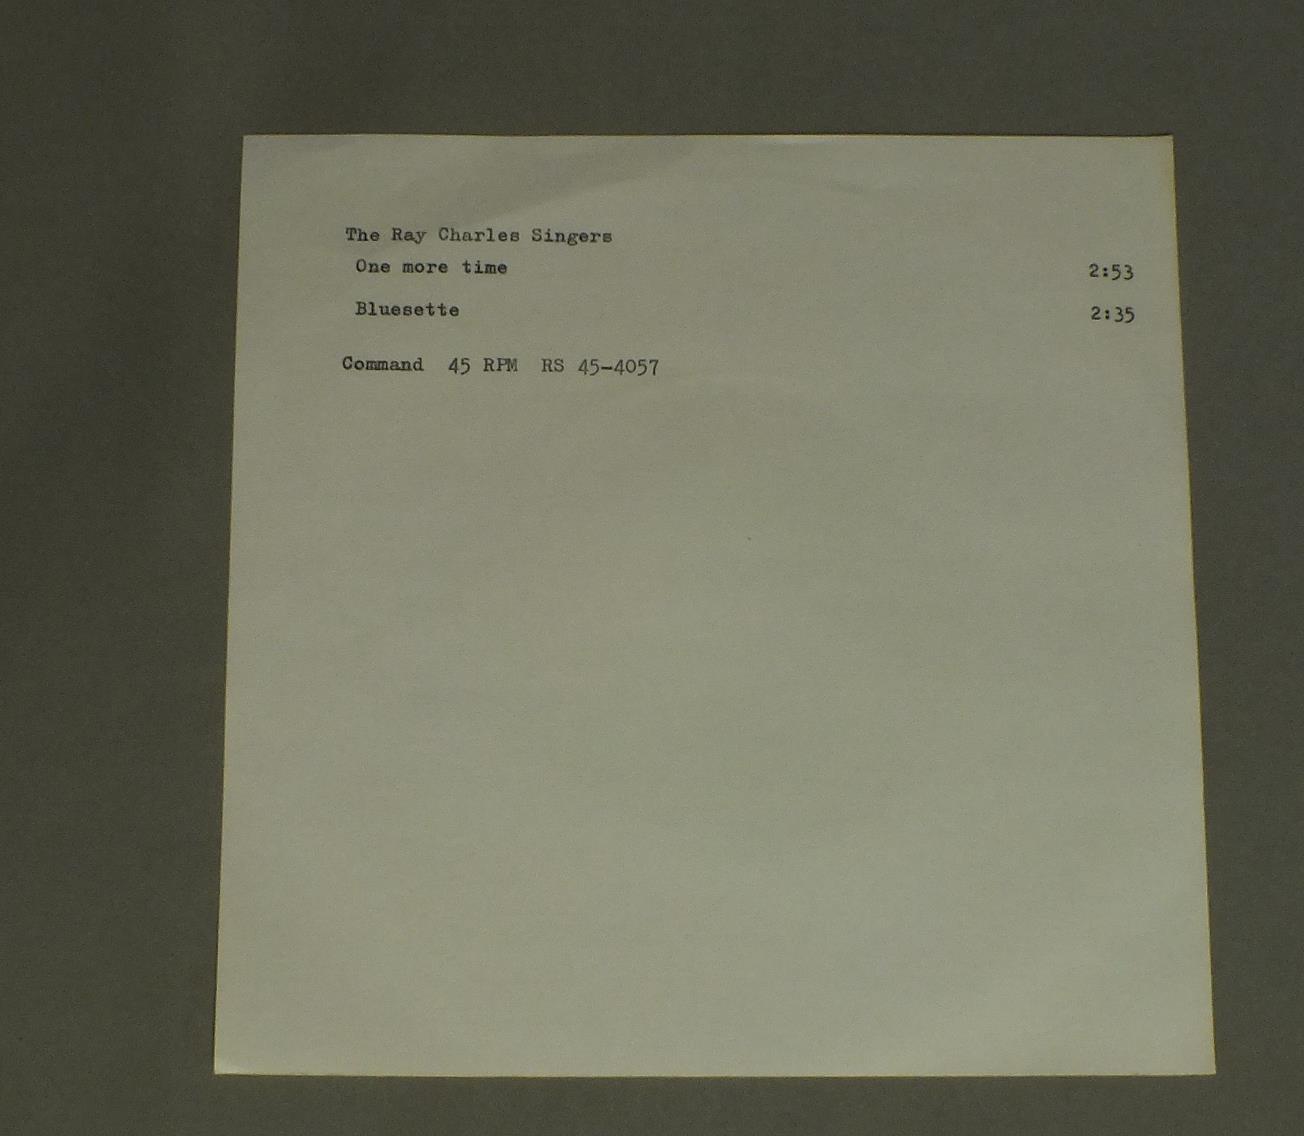 The Ray Charles Singers
One more time 2:53
Bluesette 2:35
Command 45 RPM RS 45-4057